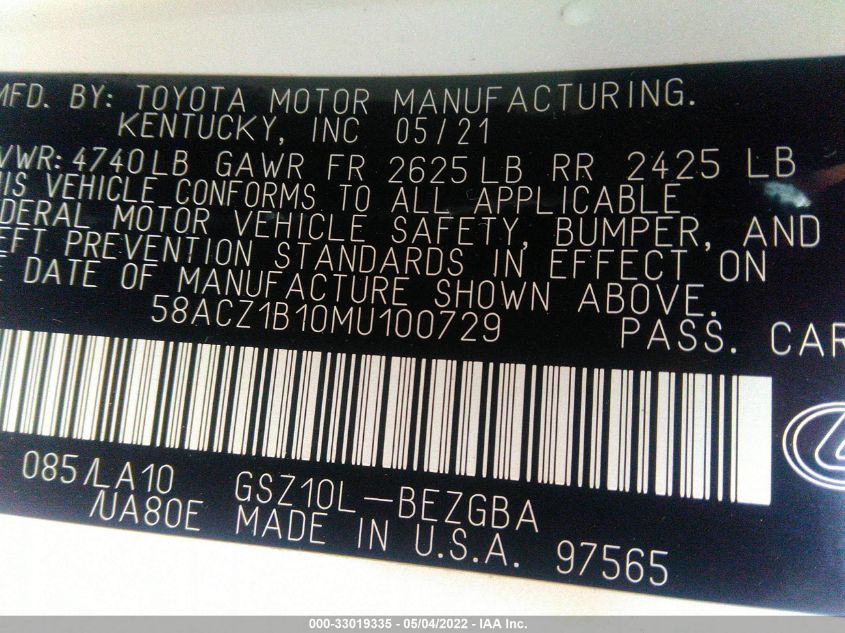 MFD. BY: TOYOTA MOTOR MANUFACTURING.
KENTUCKY, INC 05/21
VWR: 4740LB GAWR FR 2625LB RR 2425 LB
IS VEHICLE CONFORMS TO ALL APPLICABLE
DERAL MOTOR VEHICLE SAFETY, BUMPER, AND
EFT PREVENTION STANDARDS IN EFFECT ON
E DATE OF MANUFACTURE SHOWN ABOVE.
58ACZ1B10MU100729 PASS. CAR
085/LA10 GSZ10L-BEZGBA
/UA80E MADE IN U.S.A. 97565
000-33019335 - 05/04/2022 - IAA Inc.